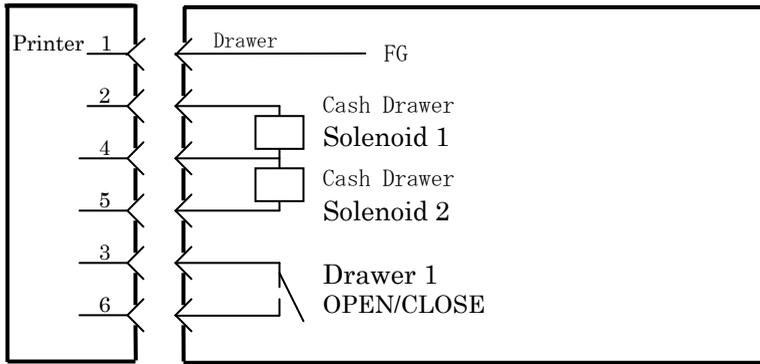 Printer 1 Drawer FG
2 Cash Drawer
Solenoid 1
4
Cash Drawer
5 Solenoid 2
3 Drawer 1
6 OPEN/CLOSE